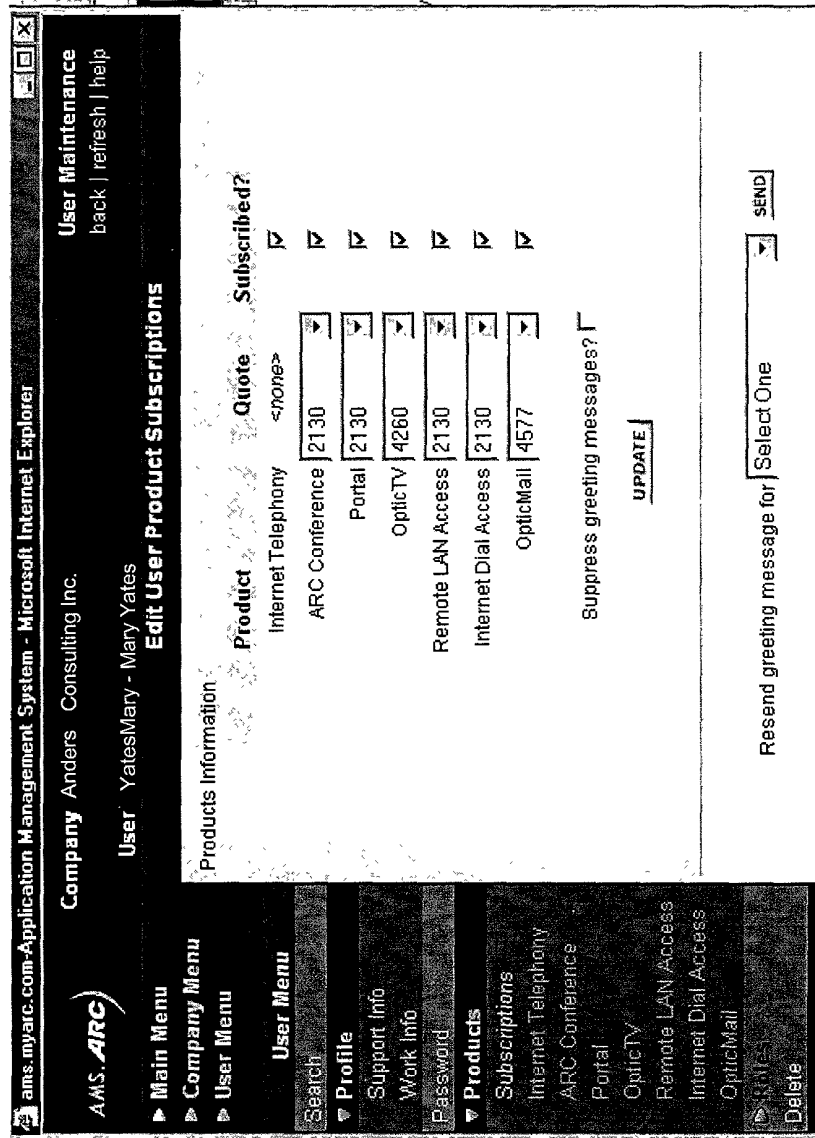 ams.myarc.com-Application Management System - Microsoft Internet Explorer
AMS.ARC
Company Anders Consulting Inc.
User Maintenance
User YatesMary - Mary Yates
back | refresh | help
Main Menu
Edit User Product Subscriptions
Company Menu
User Menu
User Menu
Search
Profile
Support Info
Work Info
Password
Products
Subscriptions
Internet Telephony
ARC Conference
Portal
OpticTV
Remote LAN Access
Internet Dial Access
OpticMail
Roles
Delete
Products Information
Product Quote Subscribed?
Internet Telephony <none>
ARC Conference 2130
Portal 2130
OpticTV 4260
Remote LAN Access 2130
Internet Dial Access 2130
OpticMail 4577
Suppress greeting messages?
UPDATE
Resend greeting message for Select One SEND